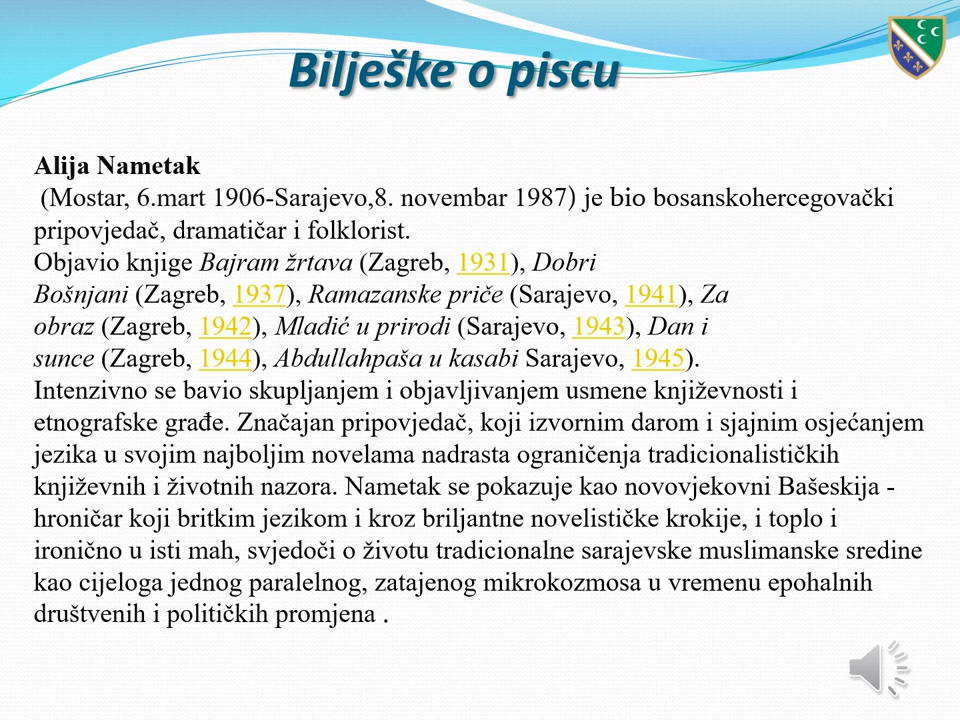 Bilješke o piscu
Alija Nametak
(Mostar, 6.mart 1906-Sarajevo,8. novembar 1987) je bio bosanskohercegovački
pripovjedač, dramatičar i folklorist.
Objavio knjige Bajram žrtava (Zagreb, 1931), Dobri
Bošnjani (Zagreb, 1937), Ramazanske priče (Sarajevo, 1941), Za
obraz (Zagreb, 1942), Mladić u prirodi (Sarajevo, 1943), Dan i
sunce (Zagreb, 1944), Abdullahpaša u kasabi Sarajevo, 1945).
Intenzivno se bavio skupljanjem i objavljivanjem usmene književnosti i
etnografske građe. Značajan pripovjedač, koji izvornim darom i sjajnim osjećanjem
jezika u svojim najboljim novelama nadrasta ograničenja tradicionalističkih
književnih i životnih nazora. Nametak se pokazuje kao novovjekovni Bašeskija -
hroničar koji britkim jezikom i kroz briljantne novelističke krokije, i toplo i
ironično u isti mah, svjedoči o životu tradicionalne sarajevske muslimanske sredine
kao cijeloga jednog paralelnog, zatajenog mikrokozmosa u vremenu epohalnih
društvenih i političkih promjena .